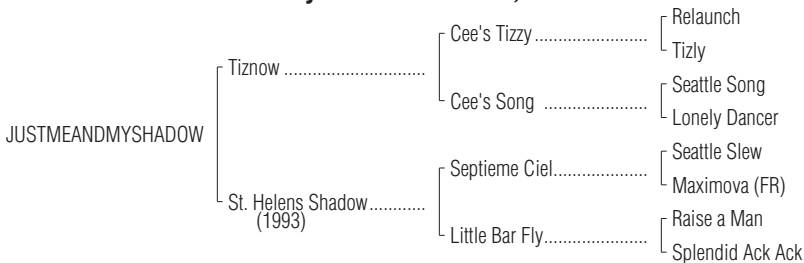 Relaunch
Cee's Tizzy
Tizly
Tiznow
Seattle Song
Cee's Song
Lonely Dancer
JUSTMEANDMYSHADOW
Seattle Slew
Septieme Ciel
Maximova (FR)
St. Helens Shadow
(1993)
Raise a Man
Little Bar Fly
Splendid Ack Ack